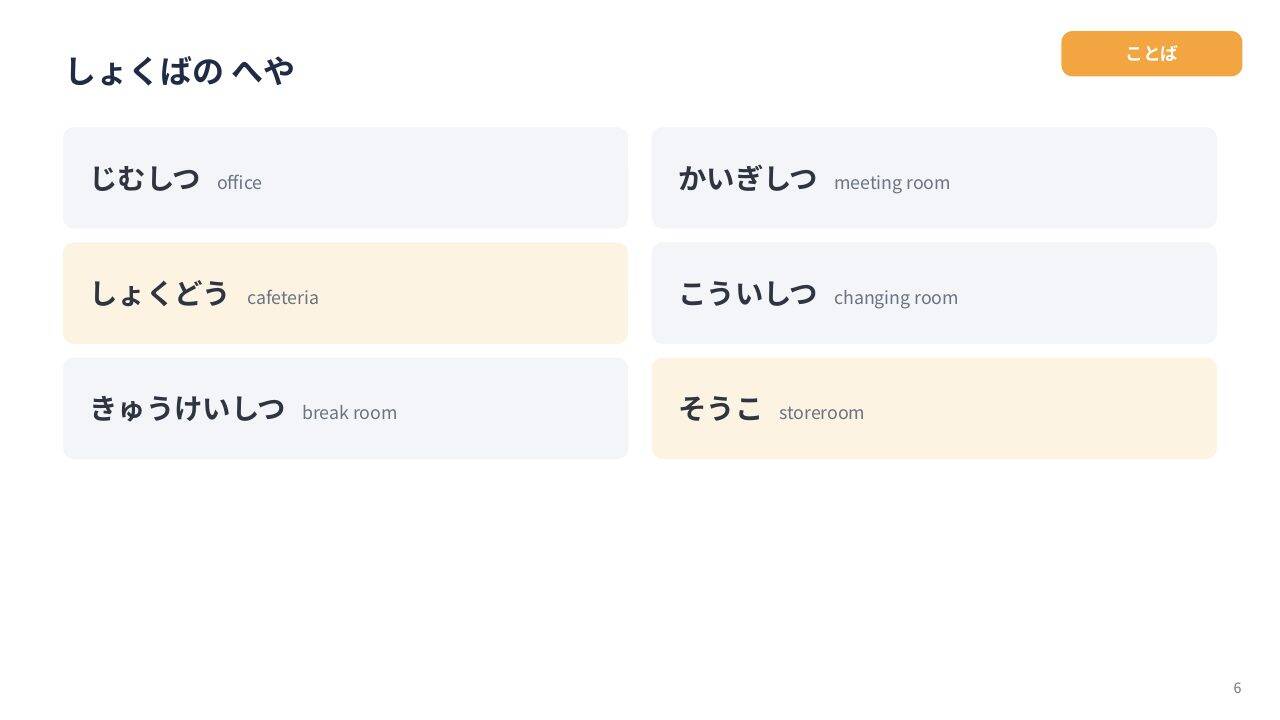 しょくばの へや
ことば
じむしつ office
かいぎしつ meeting room
しょくどう cafeteria
こういしつ changing room
きゅうけいしつ break room
そうこ storeroom
6